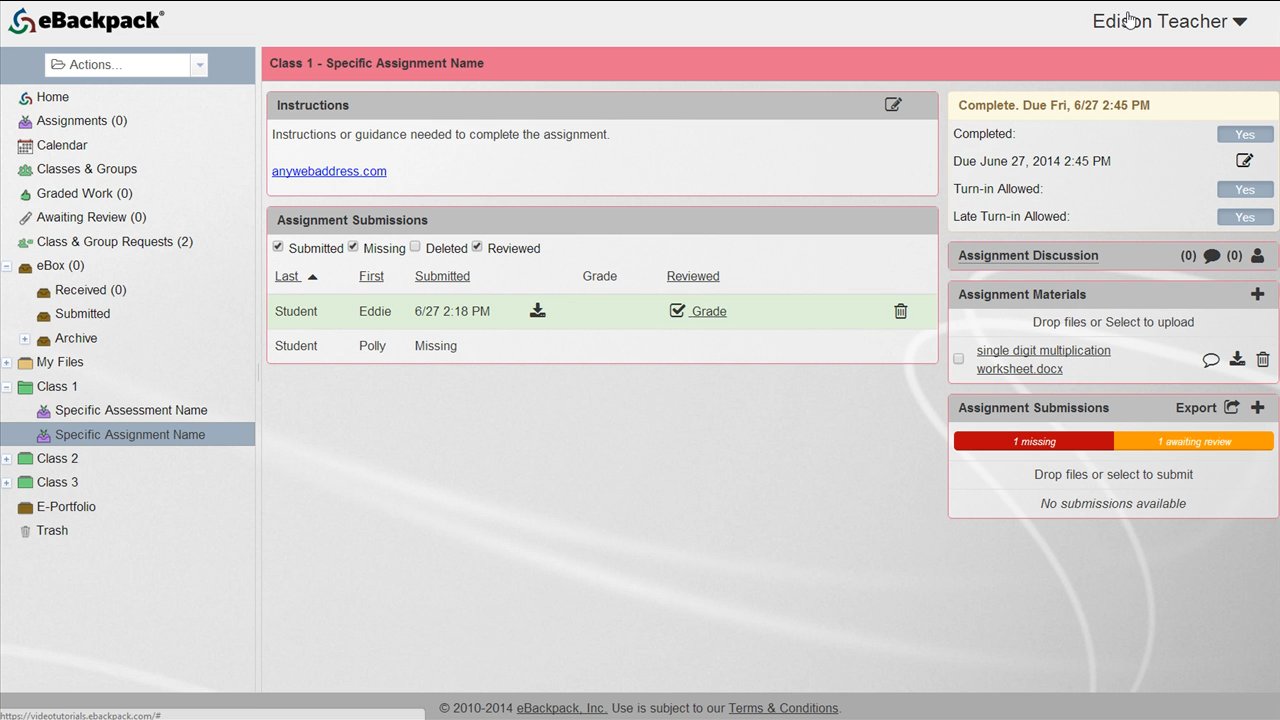 eBackpack®
Edison Teacher
Actions...
Class 1 - Specific Assignment Name
Home
Assignments (0)
Calendar
Classes & Groups
Graded Work (0)
Awaiting Review (0)
Class & Group Requests (2)
eBox (0)
Received (0)
Submitted
Archive
My Files
Class 1
Specific Assessment Name
Specific Assignment Name
Class 2
Class 3
E-Portfolio
Trash
Instructions
Instructions or guidance needed to complete the assignment.
anywebaddress.com
Assignment Submissions
Submitted Missing Deleted Reviewed
Last First Submitted Grade Reviewed
Student Eddie 6/27 2:18 PM Grade
Student Polly Missing
Complete. Due Fri, 6/27 2:45 PM
Completed: Yes
Due June 27, 2014 2:45 PM
Turn-in Allowed: Yes
Late Turn-in Allowed: Yes
Assignment Discussion (0) (0)
Assignment Materials
Drop files or Select to upload
single digit multiplication
worksheet.docx
Assignment Submissions Export
1 missing 1 awaiting review
Drop files or select to submit
No submissions available
© 2010-2014 eBackpack, Inc. Use is subject to our Terms & Conditions.
https://videotutorials.ebackpack.com/#